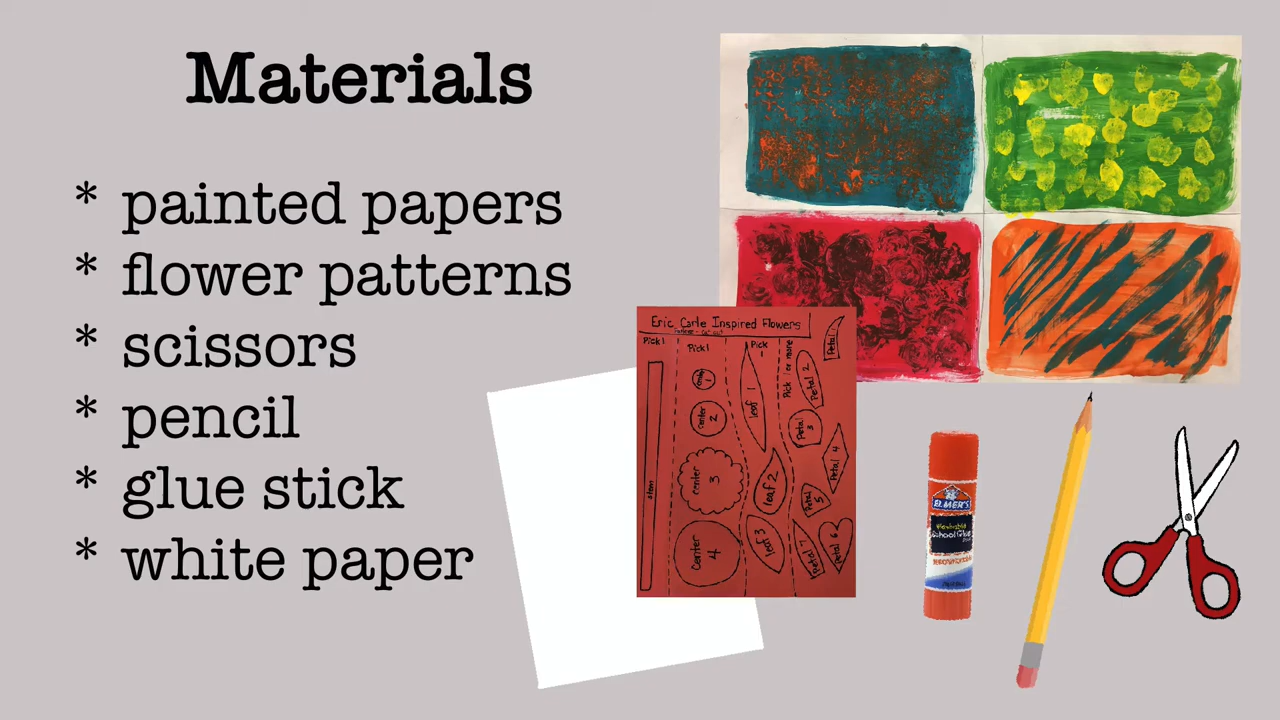 Materials
* painted papers
* flower patterns
* scissors
* pencil
* glue stick
* white paper
Eric Carle Inspired Flowers
Pick 1
Pick 1
Pick 1
Pick 1 or more
stem
center 1
center 2
center 3
center 4
leaf 1
leaf 2
leaf 3
Petal 1
Petal 2
Petal 3
Petal 4
Petal 5
Petal 6
Petal 7
ELMER'S
Washable
School Glue